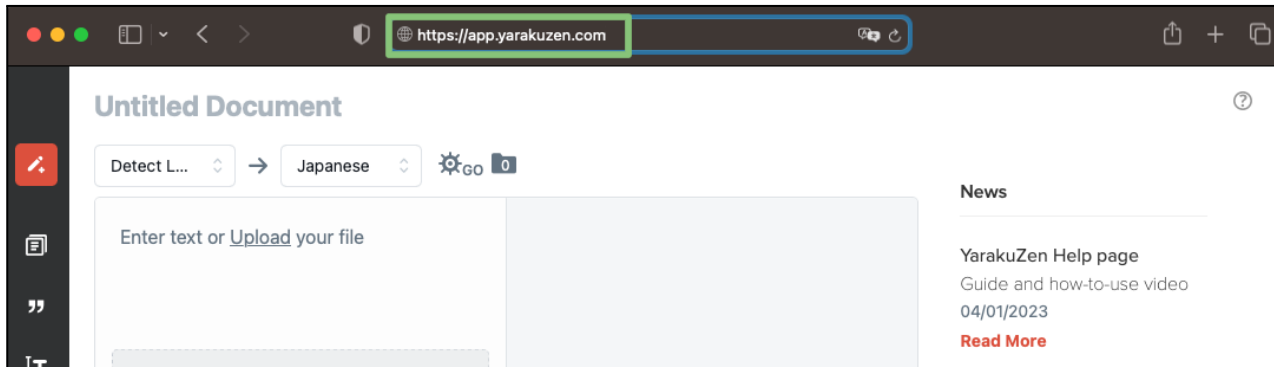 https://app.yarakuzen.com
Untitled Document
Detect L... → Japanese GO 0
Enter text or Upload your file
News
YarakuZen Help page
Guide and how-to-use video
04/01/2023
Read More